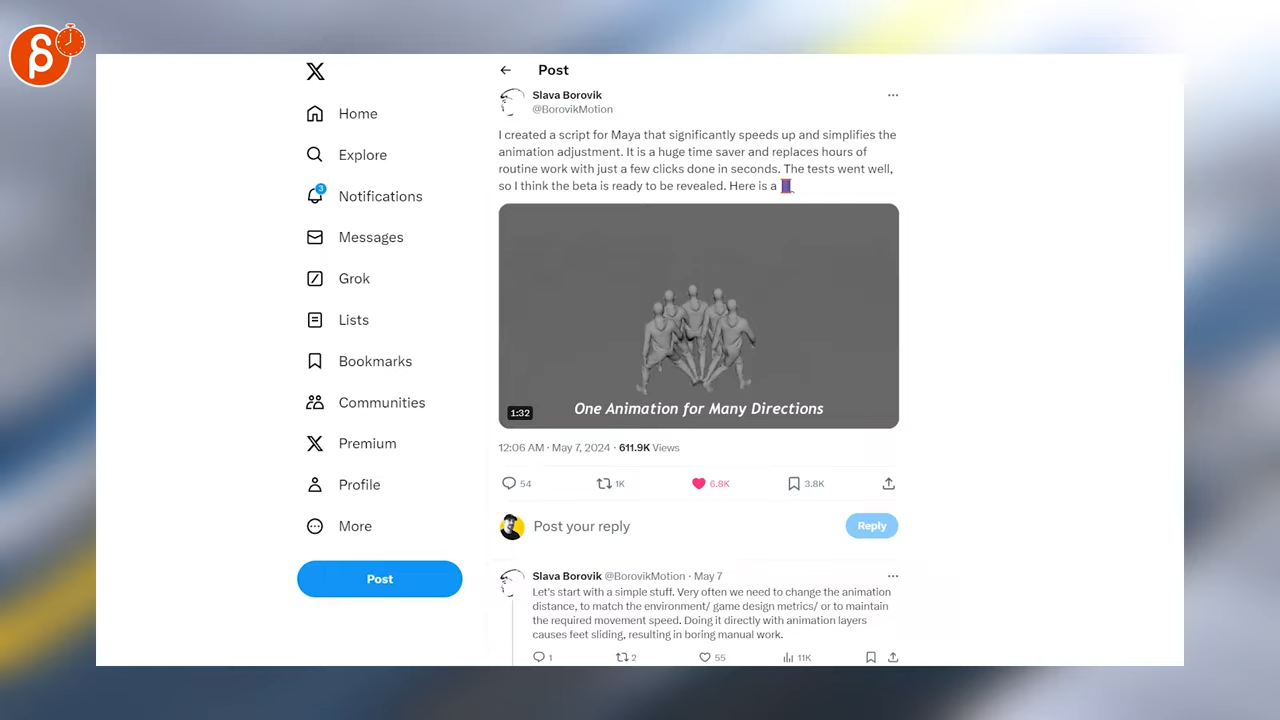 Post
Slava Borovik
@BorovikMotion
I created a script for Maya that significantly speeds up and simplifies the
animation adjustment. It is a huge time saver and replaces hours of
routine work with just a few clicks done in seconds. The tests went well,
so I think the beta is ready to be revealed. Here is a
1:32
One Animation for Many Directions
12:06 AM · May 7, 2024 · 611.9K Views
54 1K 6.8K 3.8K
Post your reply
Reply
Slava Borovik @BorovikMotion · May 7
Let's start with a simple stuff. Very often we need to change the animation
distance, to match the environment/ game design metrics/ or to maintain
the required movement speed. Doing it directly with animation layers
causes feet sliding, resulting in boring manual work.
1 2 55 11K
Home
Explore
3
Notifications
Messages
Grok
Lists
Bookmarks
Communities
Premium
Profile
More
Post